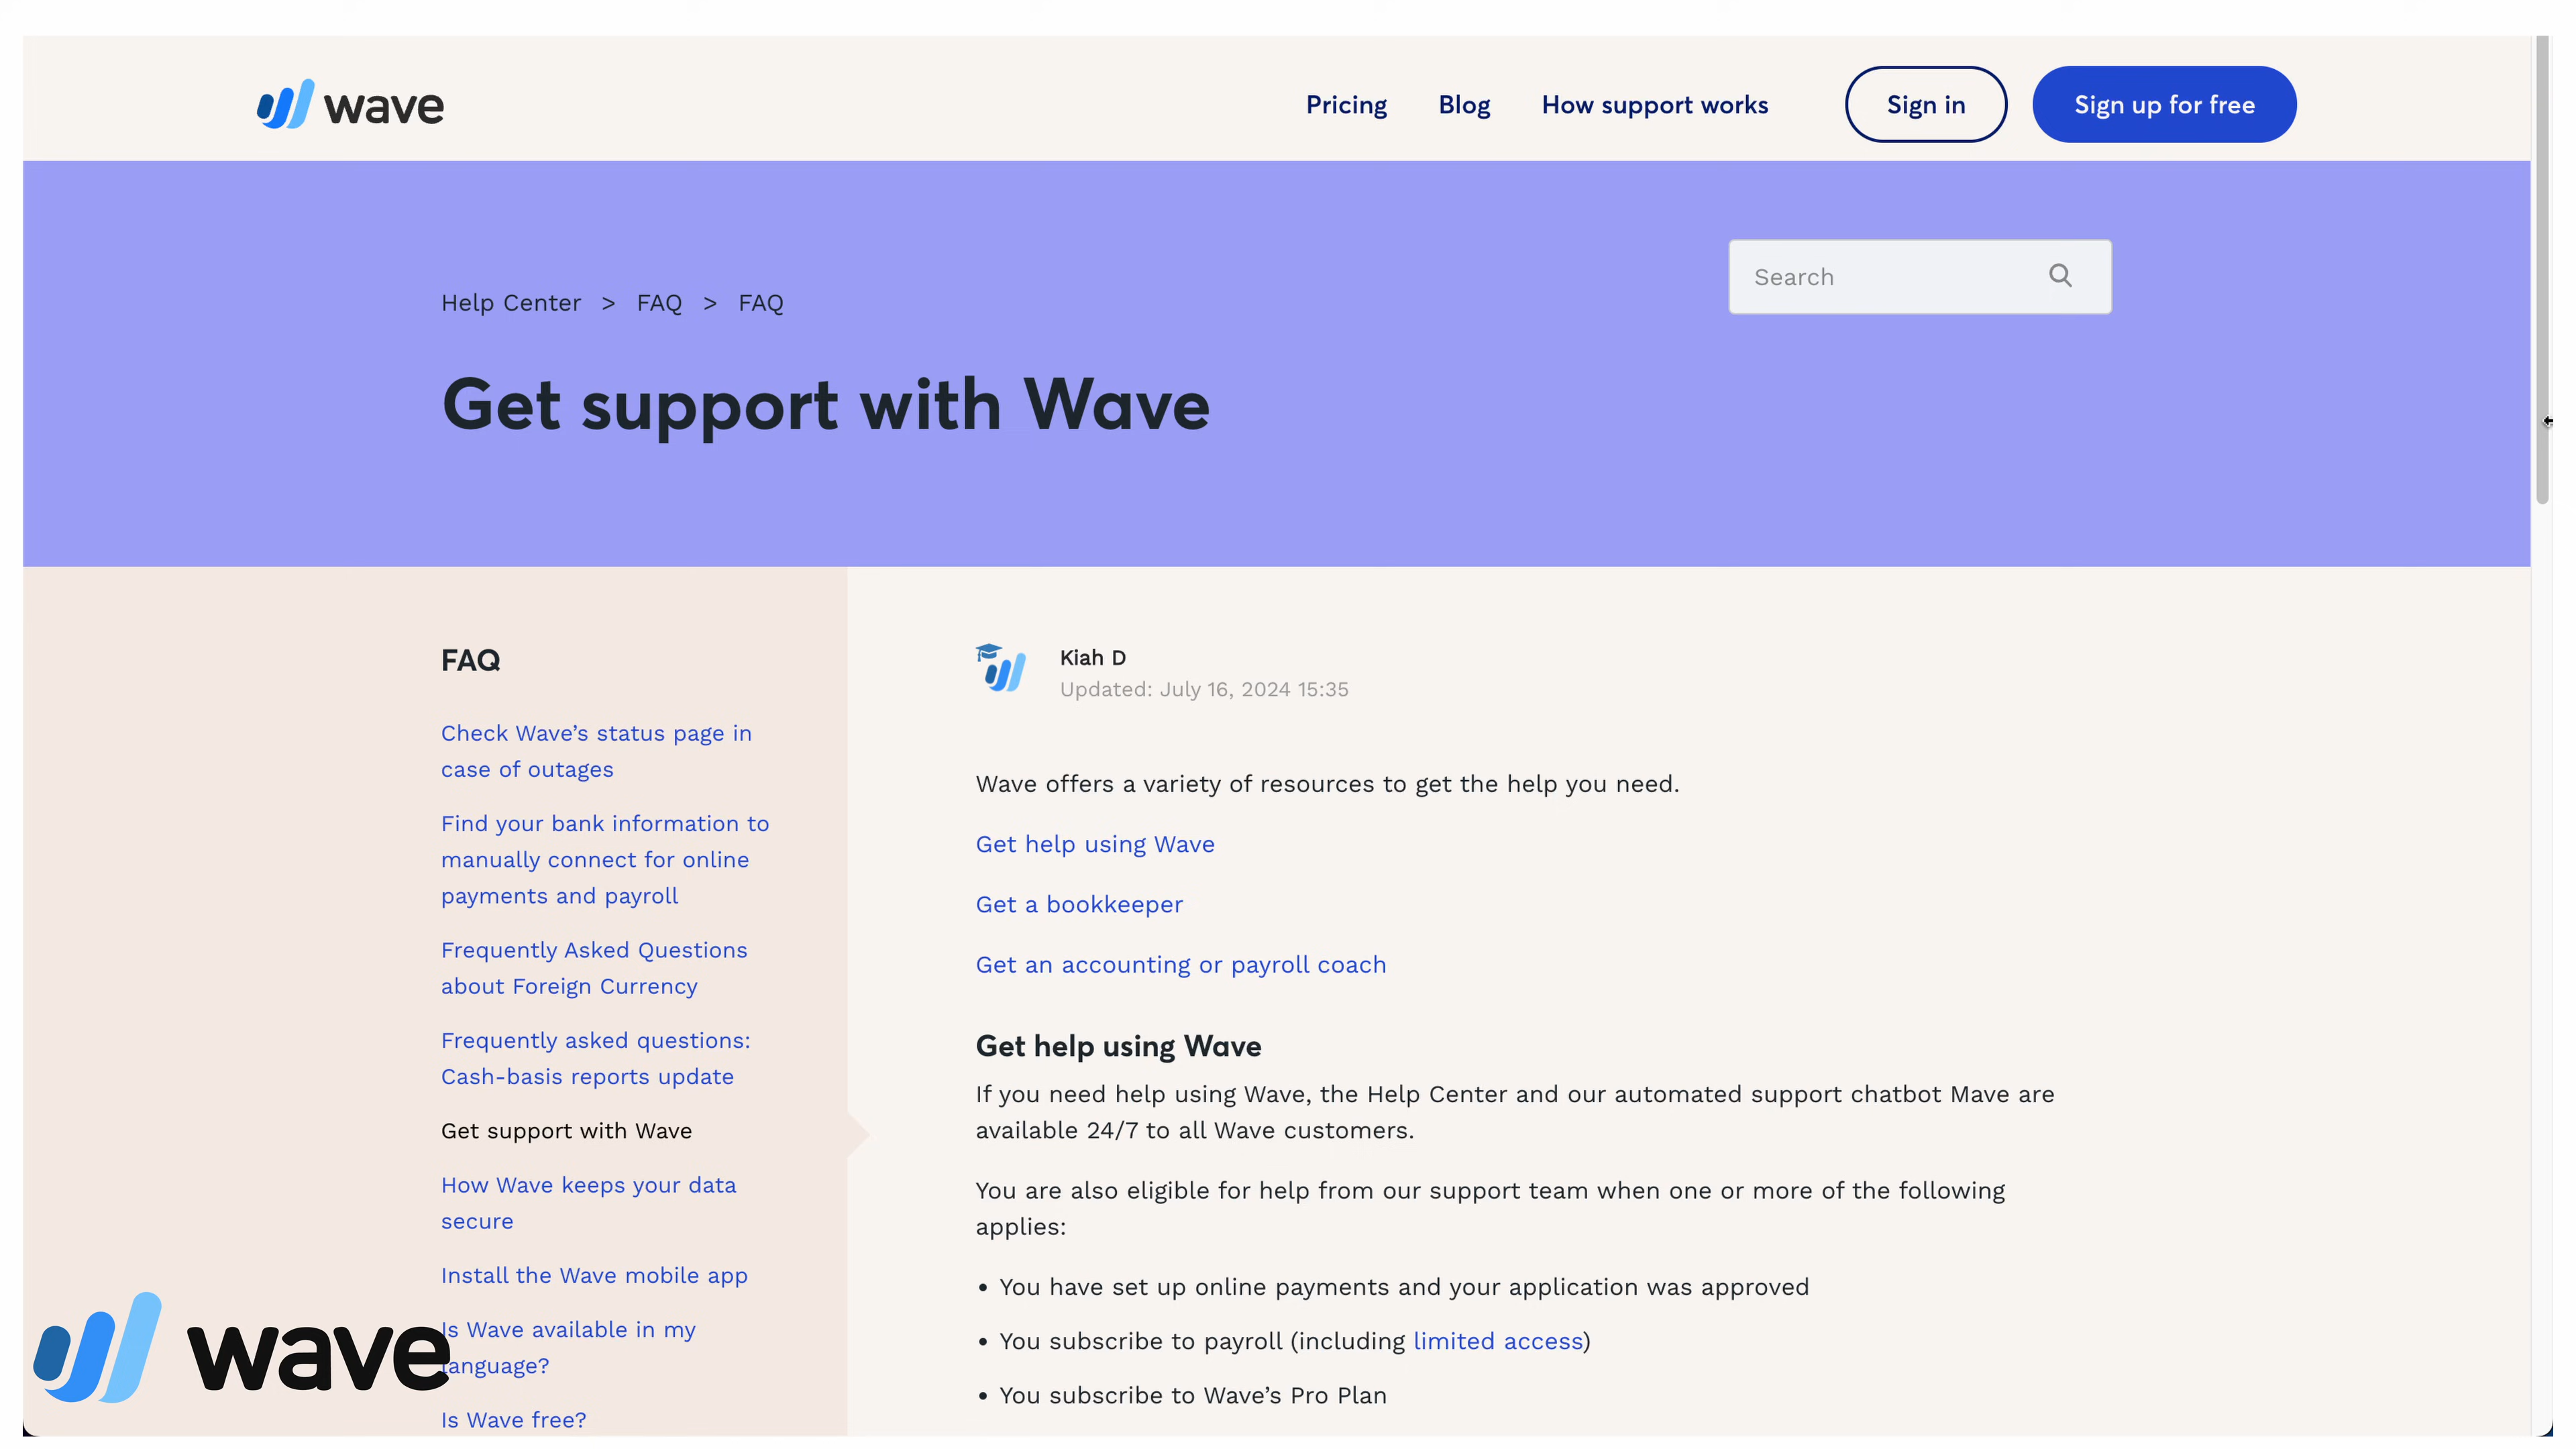 wave
Pricing Blog How support works Sign in Sign up for free
Search
Help Center > FAQ > FAQ
Get support with Wave
FAQ
Check Wave’s status page in
case of outages
Find your bank information to
manually connect for online
payments and payroll
Frequently Asked Questions
about Foreign Currency
Frequently asked questions:
Cash-basis reports update
Get support with Wave
How Wave keeps your data
secure
Install the Wave mobile app
Is Wave available in my
language?
Is Wave free?
Kiah D
Updated: July 16, 2024 15:35
Wave offers a variety of resources to get the help you need.
Get help using Wave
Get a bookkeeper
Get an accounting or payroll coach
Get help using Wave
If you need help using Wave, the Help Center and our automated support chatbot Mave are
available 24/7 to all Wave customers.
You are also eligible for help from our support team when one or more of the following
applies:
• You have set up online payments and your application was approved
• You subscribe to payroll (including limited access)
• You subscribe to Wave’s Pro Plan
wave